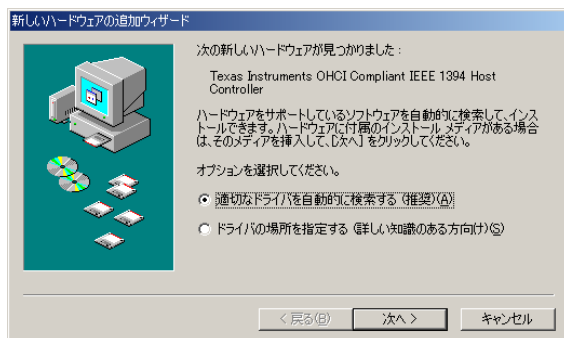 新しいハードウェアの追加ウィザード
次の新しいハードウェアが見つかりました :
Texas Instruments OHCI Compliant IEEE 1394 Host
Controller
ハードウェアをサポートしているソフトウェアを自動的に検索して、インス
トールできます。ハードウェアに付属のインストール メディアがある場合
は、そのメディアを挿入して、[次へ] をクリックしてください。
オプションを選択してください。
適切なドライバを自動的に検索する (推奨)(A)
ドライバの場所を指定する (詳しい知識のある方向け)(S)
< 戻る(B)
次へ >
キャンセル